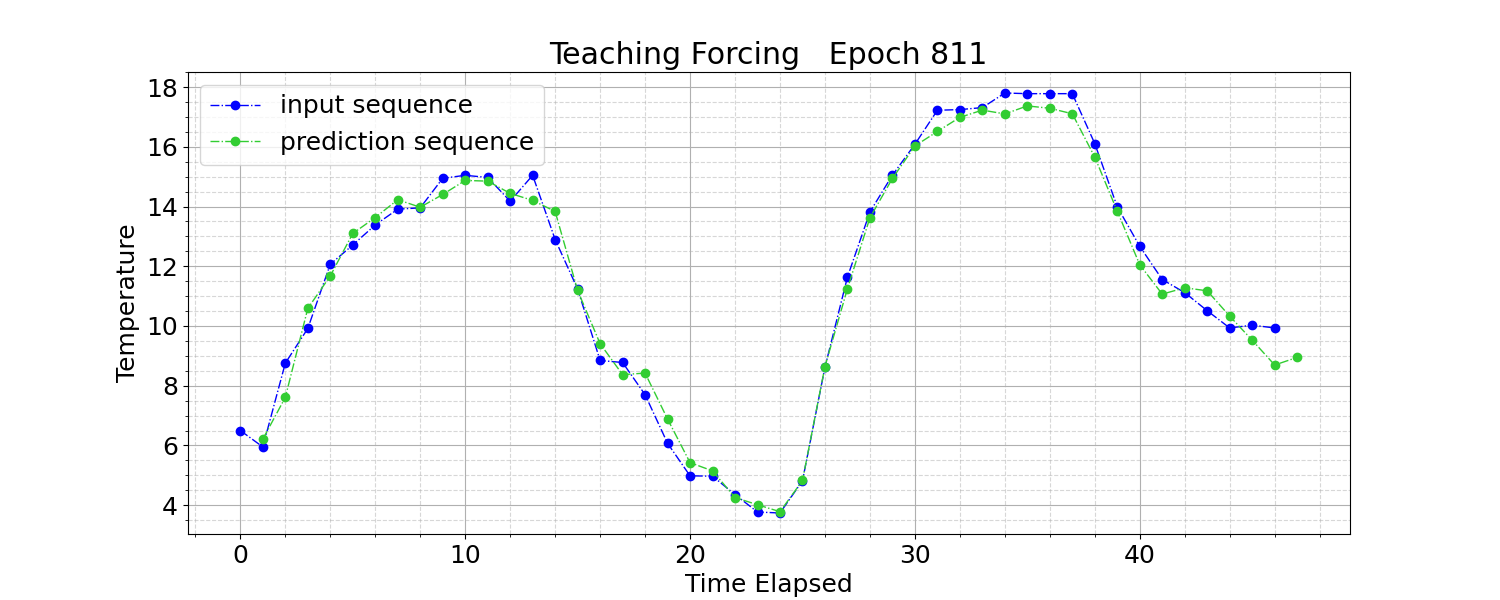 Teaching Forcing   Epoch 811
input sequence
prediction sequence
Temperature
18
16
14
12
10
8
6
4
0 10 20 30 40
Time Elapsed